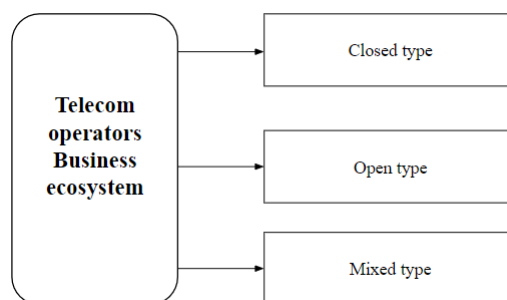 Telecom
operators
Business
ecosystem
Closed type
Open type
Mixed type